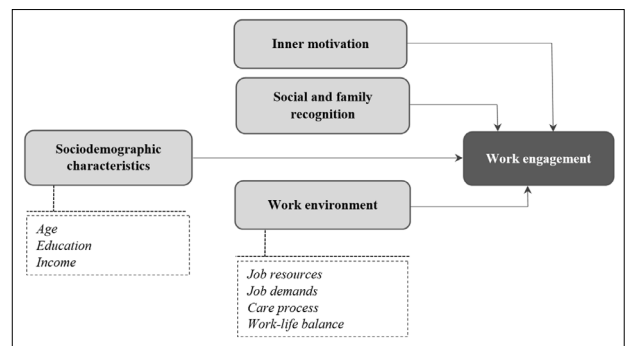 Inner motivation
Social and family
recognition
Sociodemographic
characteristics
Work engagement
Work environment
Age
Education
Income
Job resources
Job demands
Care process
Work-life balance